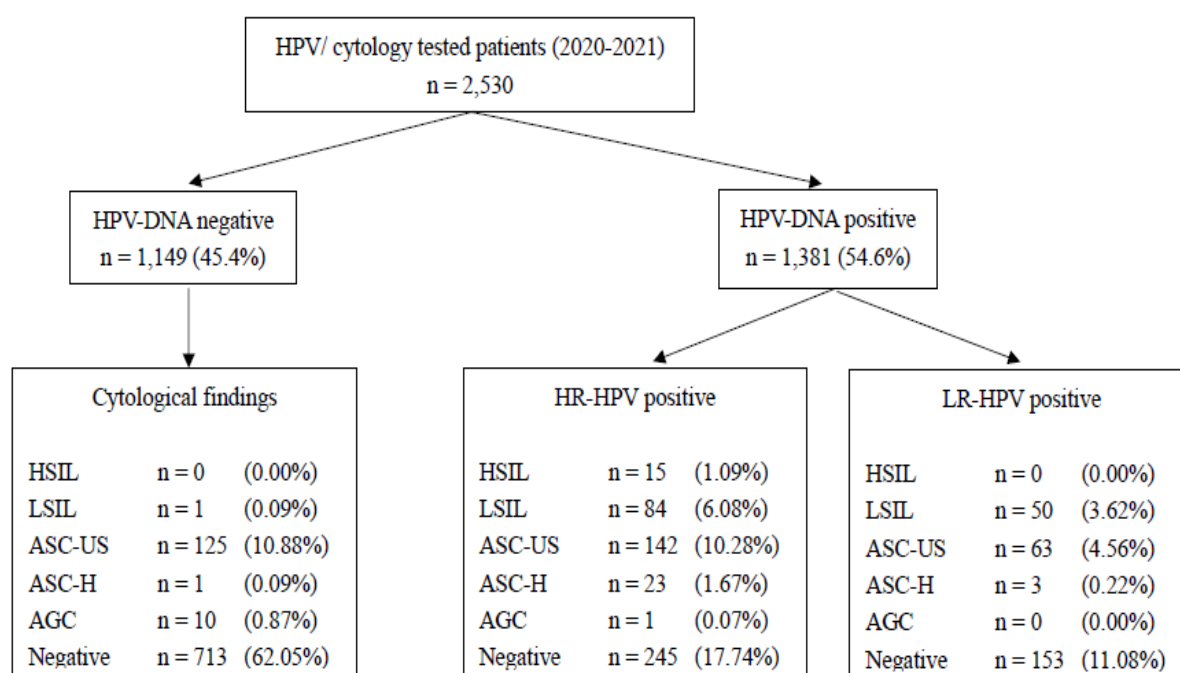 HPV/ cytology tested patients (2020-2021)
n = 2,530
HPV-DNA negative
n = 1,149 (45.4%)
HPV-DNA positive
n = 1,381 (54.6%)
Cytological findings
HSIL n = 0 (0.00%)
LSIL n = 1 (0.09%)
ASC-US n = 125 (10.88%)
ASC-H n = 1 (0.09%)
AGC n = 10 (0.87%)
Negative n = 713 (62.05%)
HR-HPV positive
HSIL n = 15 (1.09%)
LSIL n = 84 (6.08%)
ASC-US n = 142 (10.28%)
ASC-H n = 23 (1.67%)
AGC n = 1 (0.07%)
Negative n = 245 (17.74%)
LR-HPV positive
HSIL n = 0 (0.00%)
LSIL n = 50 (3.62%)
ASC-US n = 63 (4.56%)
ASC-H n = 3 (0.22%)
AGC n = 0 (0.00%)
Negative n = 153 (11.08%)